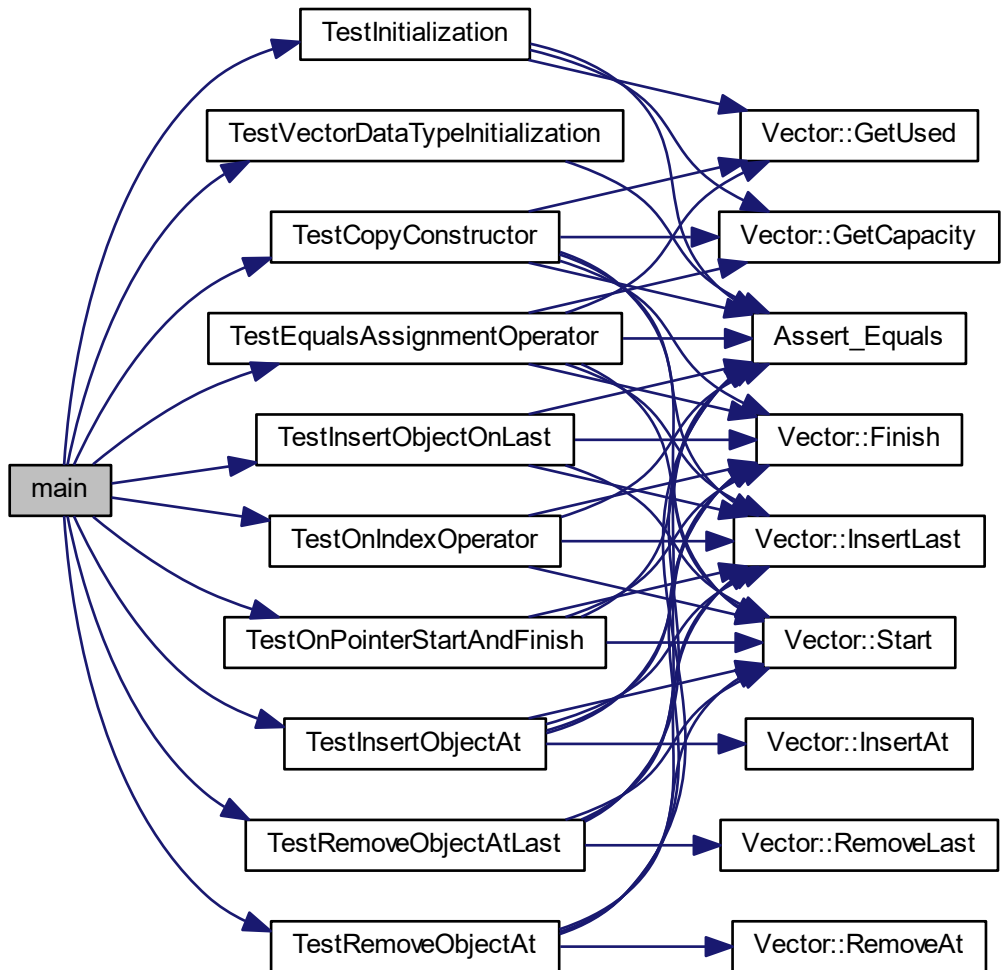 TestInitialization
TestVectorDataTypeInitialization
Vector::GetUsed
TestCopyConstructor
Vector::GetCapacity
TestEqualsAssignmentOperator
Assert_Equals
TestInsertObjectOnLast
Vector::Finish
main
TestOnIndexOperator
Vector::InsertLast
TestOnPointerStartAndFinish
Vector::Start
TestInsertObjectAt
Vector::InsertAt
TestRemoveObjectAtLast
Vector::RemoveLast
TestRemoveObjectAt
Vector::RemoveAt